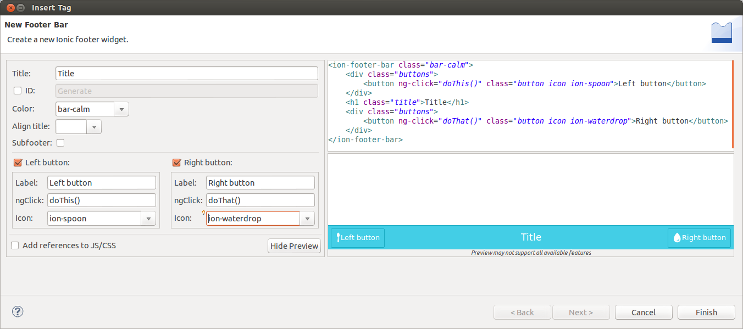 Insert Tag
New Footer Bar
Create a new Ionic footer widget.
Title: Title
ID: Generate
Color: bar-calm
Align title:
Subfooter:
Left button:
Label: Left button
ngClick: doThis()
Icon: ion-spoon
Right button:
Label: Right button
ngClick: doThat()
Icon: ion-waterdrop
Add references to JS/CSS
Hide Preview
<ion-footer-bar class="bar-calm">
<div class="buttons">
<button ng-click="doThis()" class="button icon ion-spoon">Left button</button>
</div>
<h1 class="title">Title</h1>
<div class="buttons">
<button ng-click="doThat()" class="button icon ion-waterdrop">Right button</button>
</div>
</ion-footer-bar>
Left button Title Right button
Preview may not support all available features
?
< Back Next > Cancel Finish